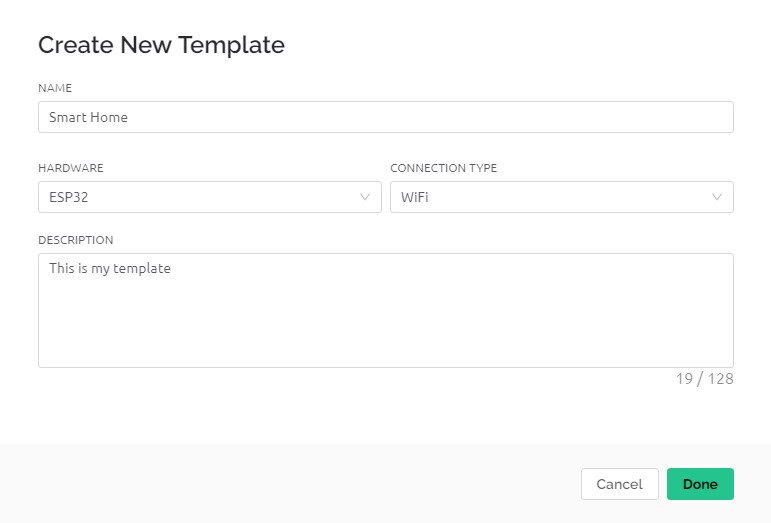 Create New Template
NAME
Smart Home
HARDWARE
CONNECTION TYPE
ESP32
WiFi
DESCRIPTION
This is my template
19 / 128
Cancel
Done